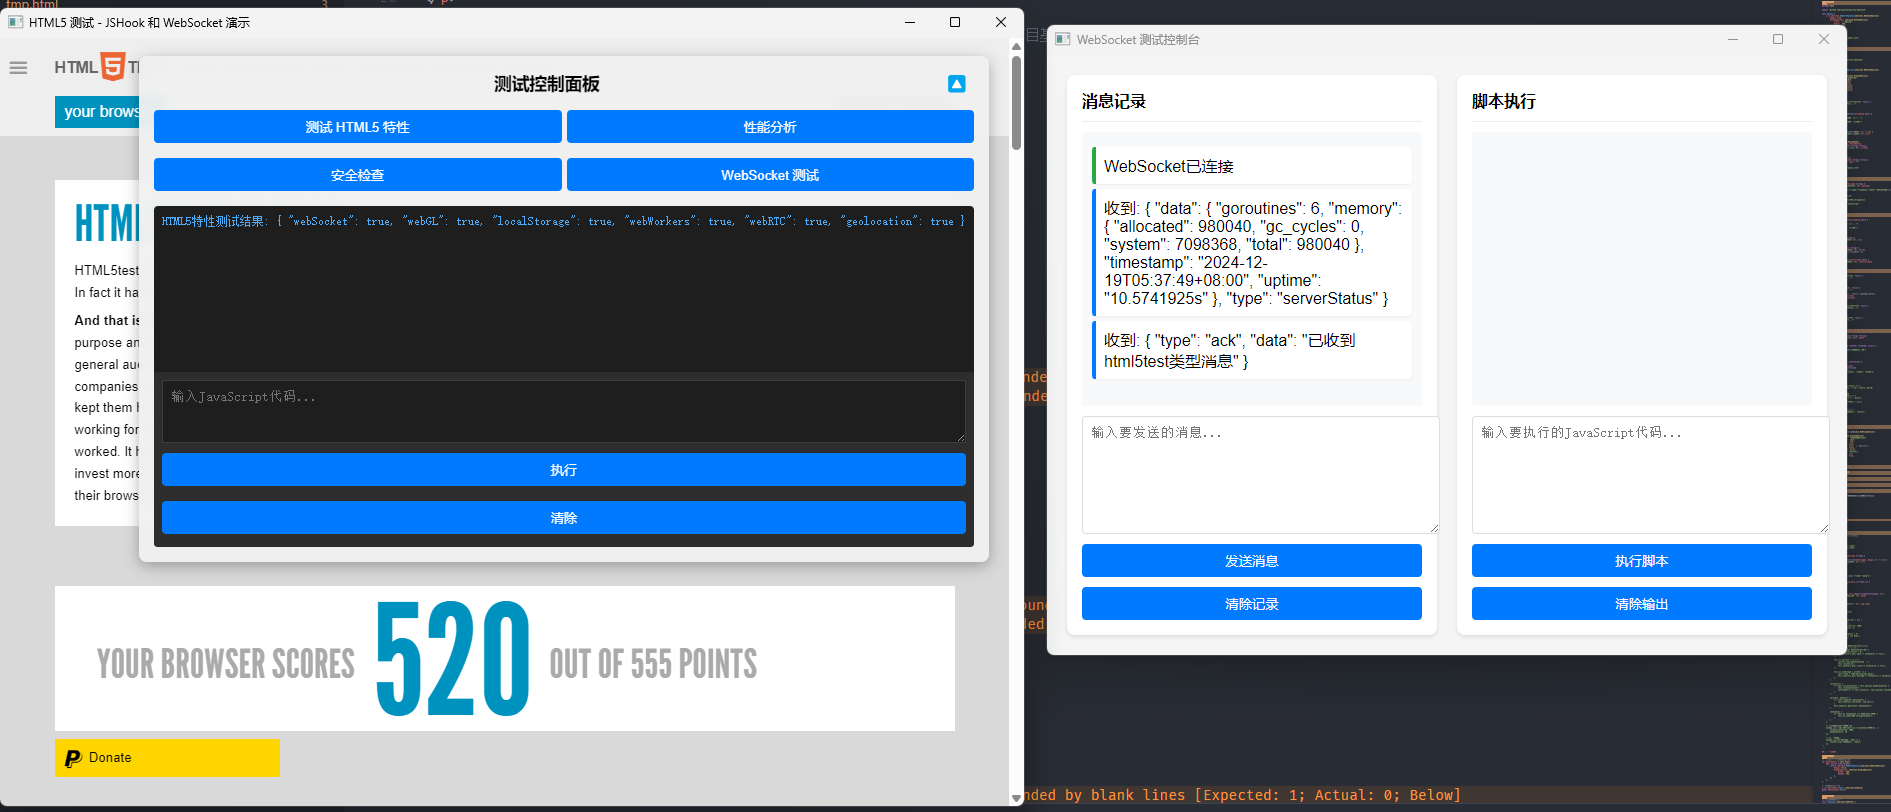 tmp.html
3
HTML5 测试 - JSHook 和 WebSocket 演示
HTML 5 T
your brows
测试控制面板
测试 HTML5 特性
性能分析
安全检查
WebSocket 测试
HTML5特性测试结果: { "webSocket": true, "webGL": true, "localStorage": true, "webWorkers": true, "webRTC": true, "geolocation": true }
输入JavaScript代码...
执行
清除
HTML
HTML5test
In fact it ha
And that is
purpose an
general aud
companies
kept them h
working for
worked. It h
invest more
their brows
YOUR BROWSER SCORES 520 OUT OF 555 POINTS
Donate
WebSocket 测试控制台
消息记录
WebSocket已连接
收到: { "data": { "goroutines": 6, "memory":
{ "allocated": 980040, "gc_cycles": 0,
"system": 7098368, "total": 980040 },
"timestamp": "2024-12-
19T05:37:49+08:00", "uptime":
"10.5741925s" }, "type": "serverStatus" }
收到: { "type": "ack", "data": "已收到
html5test类型消息" }
输入要发送的消息...
发送消息
清除记录
脚本执行
输入要执行的JavaScript代码...
执行脚本
清除输出
nde
nde
oun
ded
nded by blank lines [Expected: 1; Actual: 0; Below]